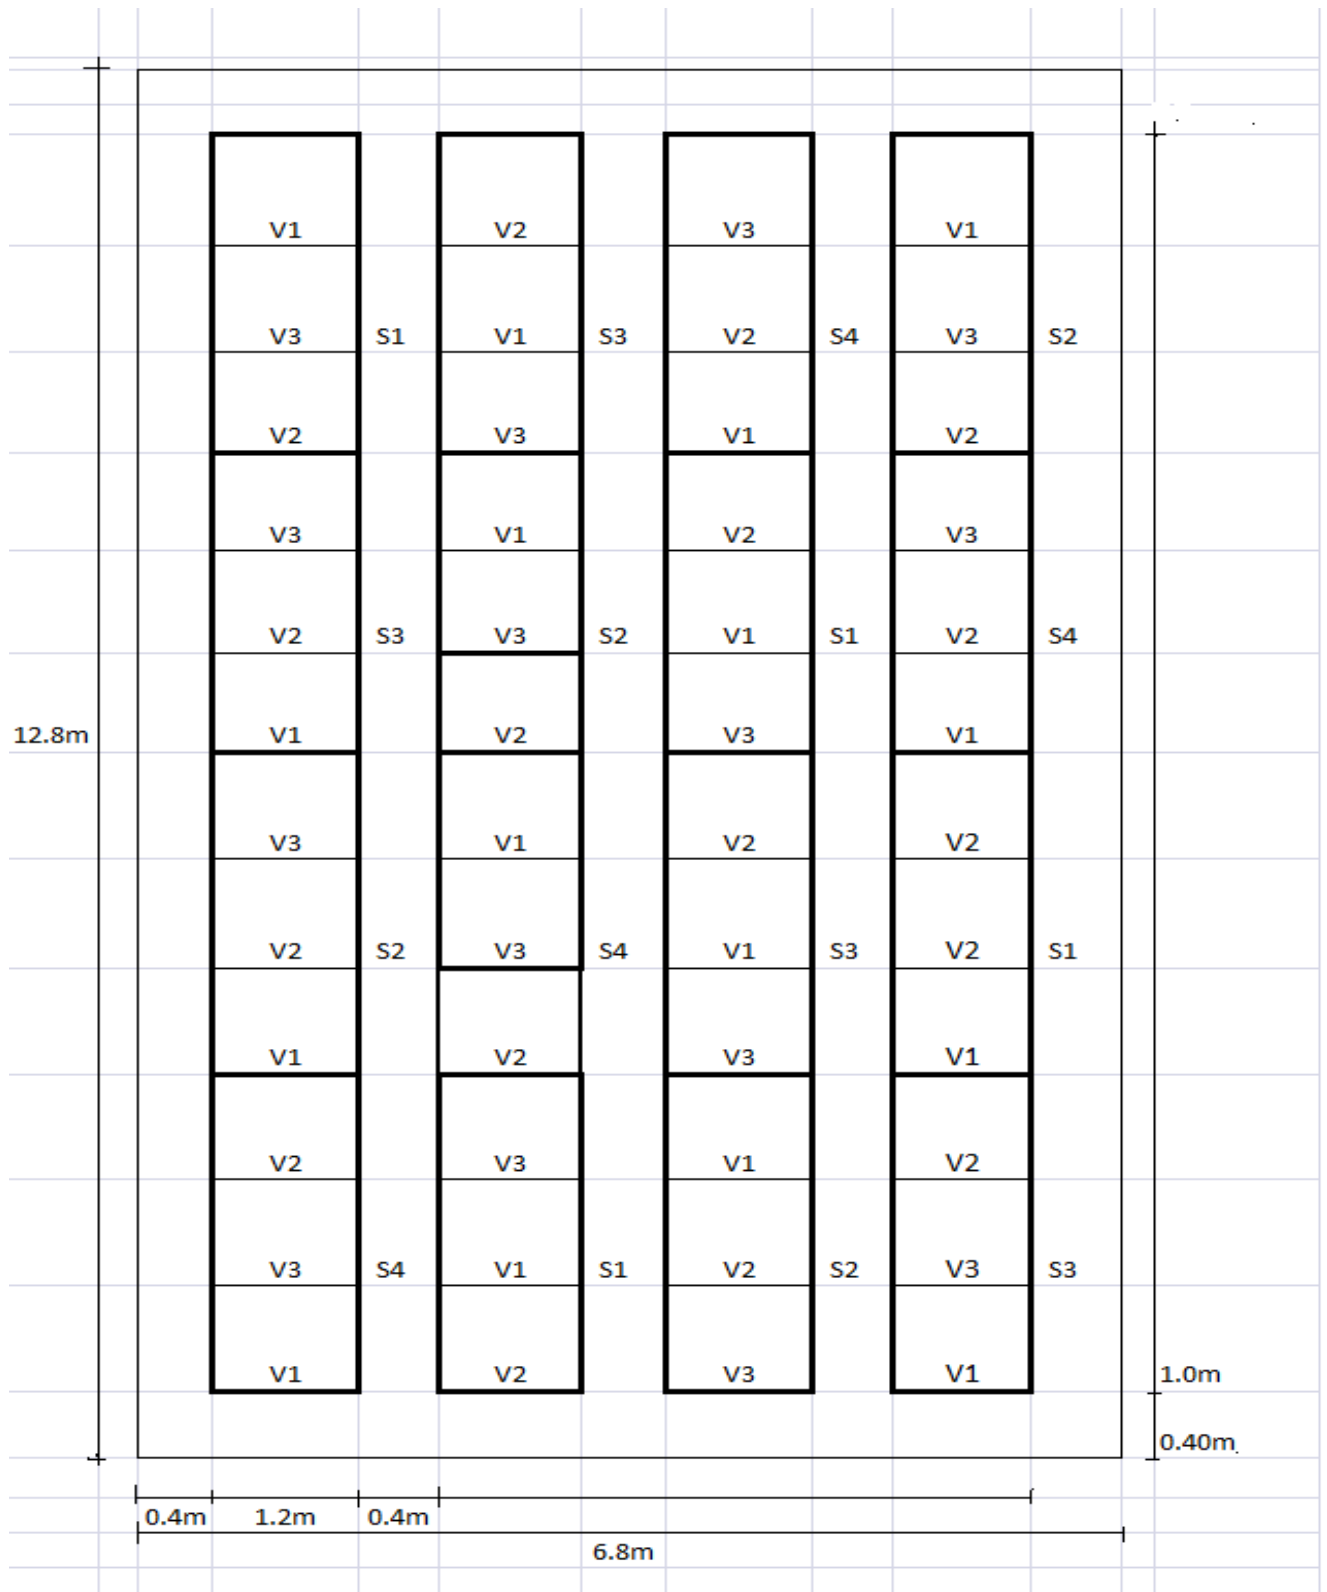 V1 V2 V3 V1
V3 S1 V1 S3 V2 S4 V3 S2
V2 V3 V1 V2
V3 V1 V2 V3
V2 S3 V3 S2 V1 S1 V2 S4
12.8m V1 V2 V3 V1
V3 V1 V2 V2
V2 S2 V3 S4 V1 S3 V2 S1
V1 V2 V3 V1
V2 V3 V1 V2
V3 S4 V1 S1 V2 S2 V3 S3
V1 V2 V3 V1 1.0m
0.40m
0.4m 1.2m 0.4m
6.8m